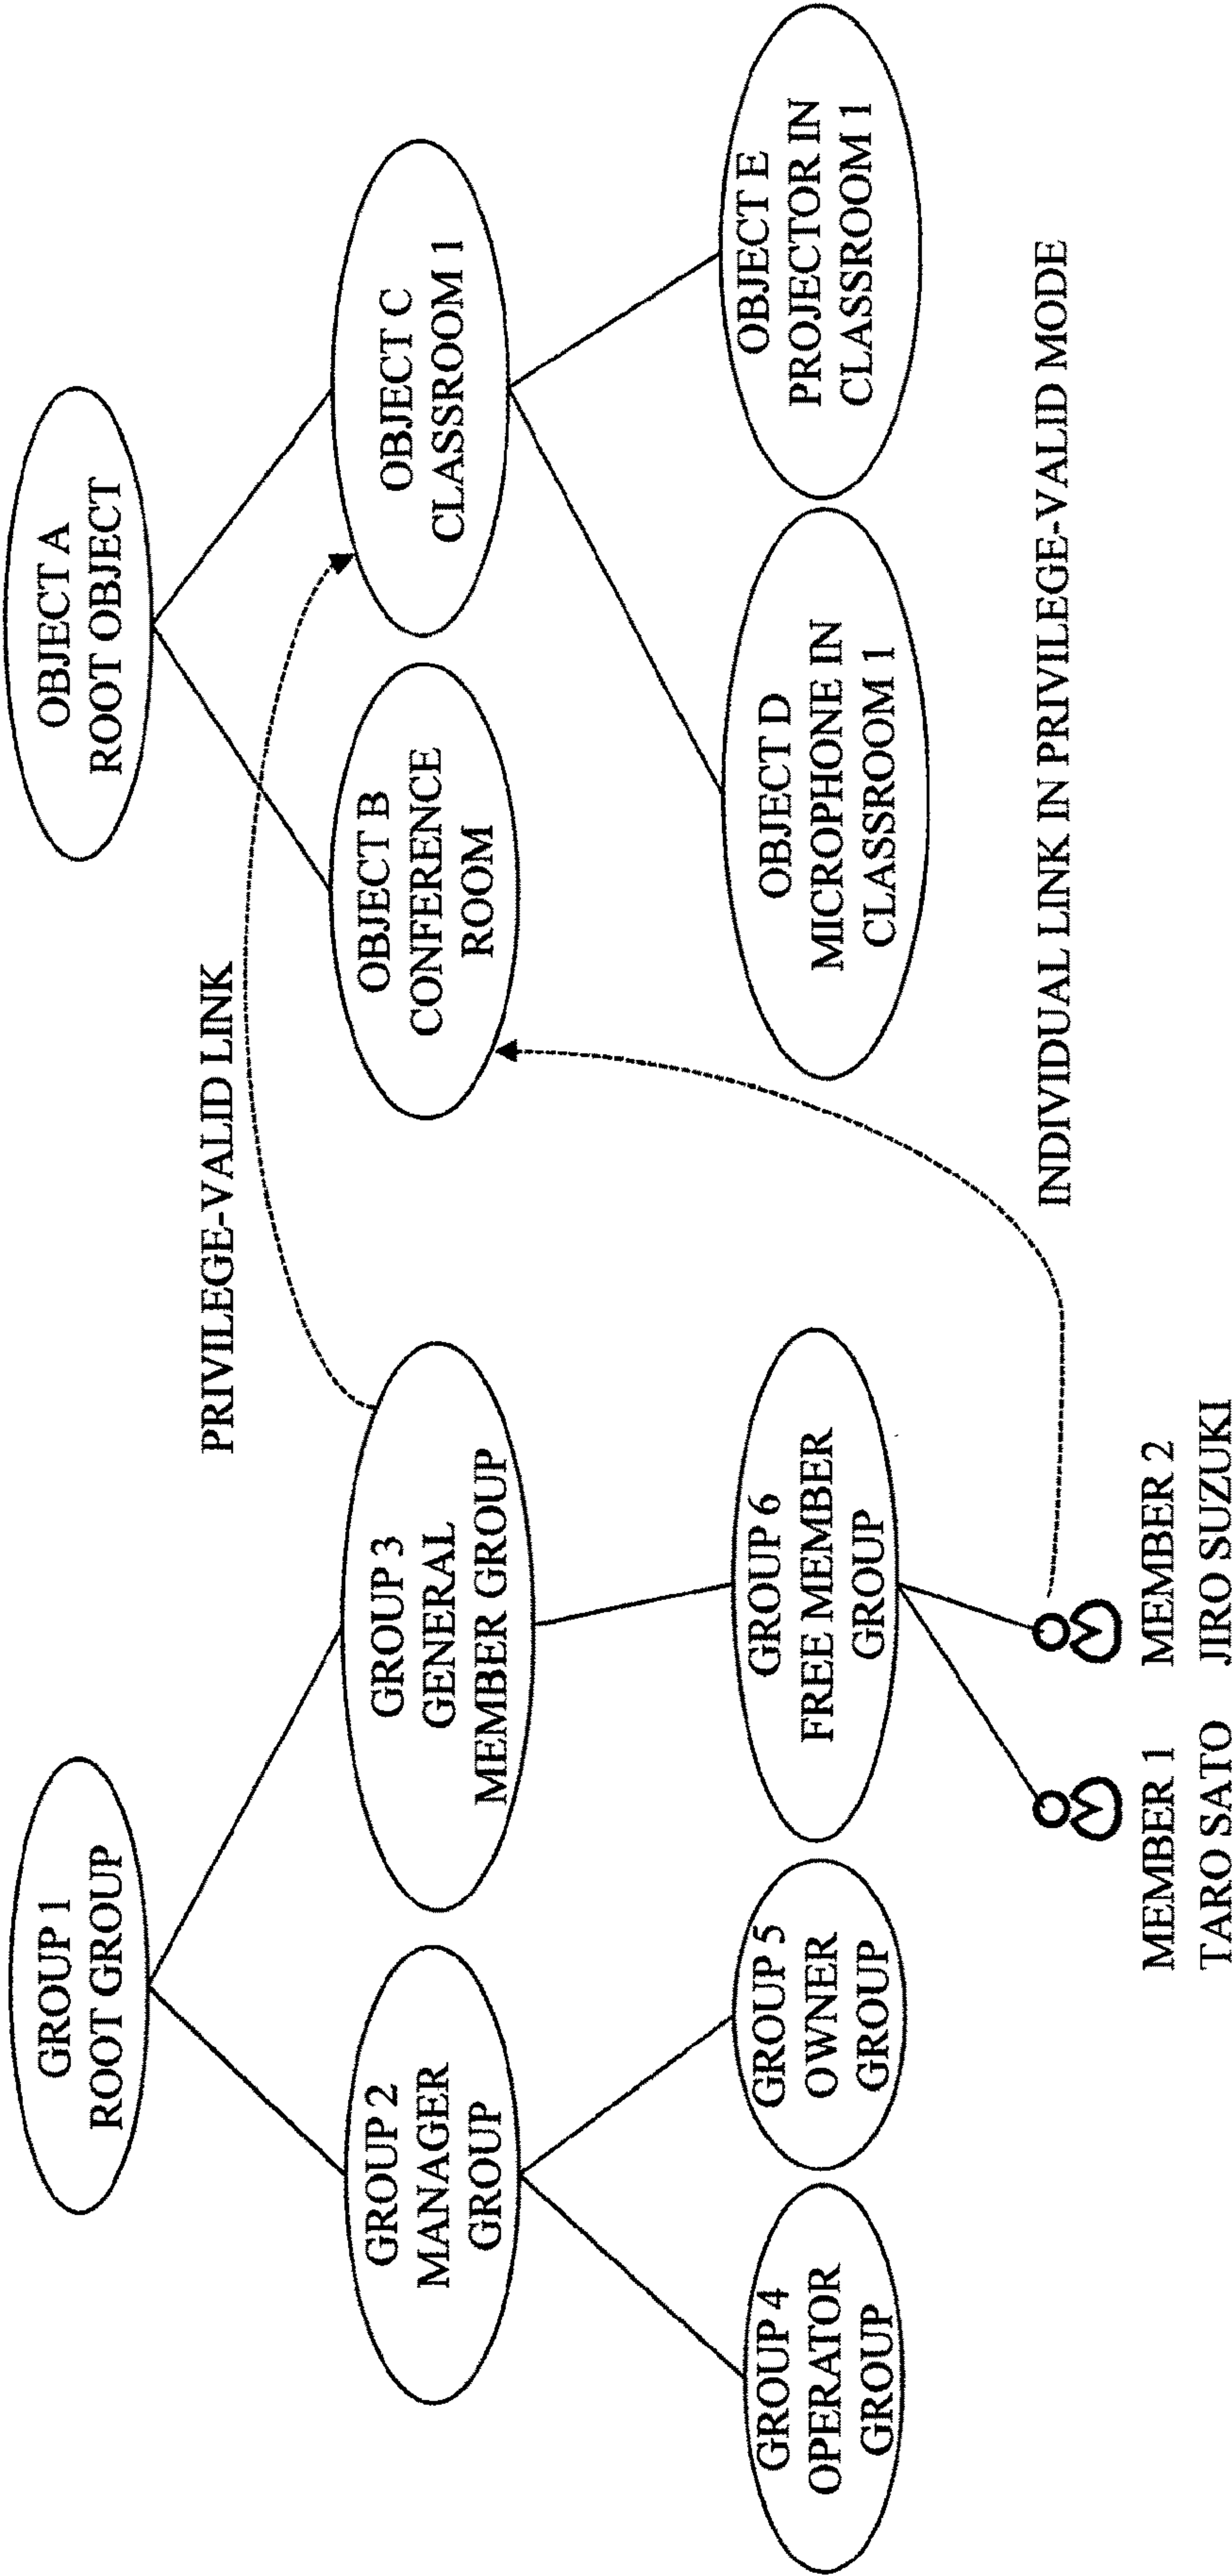 GROUP 1
ROOT GROUP
OBJECT A
ROOT OBJECT
PRIVILEGE-VALID LINK
GROUP 2
MANAGER
GROUP
GROUP 3
GENERAL
MEMBER GROUP
OBJECT B
CONFERENCE
ROOM
OBJECT C
CLASSROOM 1
GROUP 4
OPERATOR
GROUP
GROUP 5
OWNER
GROUP
GROUP 6
FREE MEMBER
GROUP
OBJECT D
MICROPHONE IN
CLASSROOM 1
OBJECT E
PROJECTOR IN
CLASSROOM 1
INDIVIDUAL LINK IN PRIVILEGE-VALID MODE
MEMBER 1
TARO SATO
MEMBER 2
JIRO SUZUKI